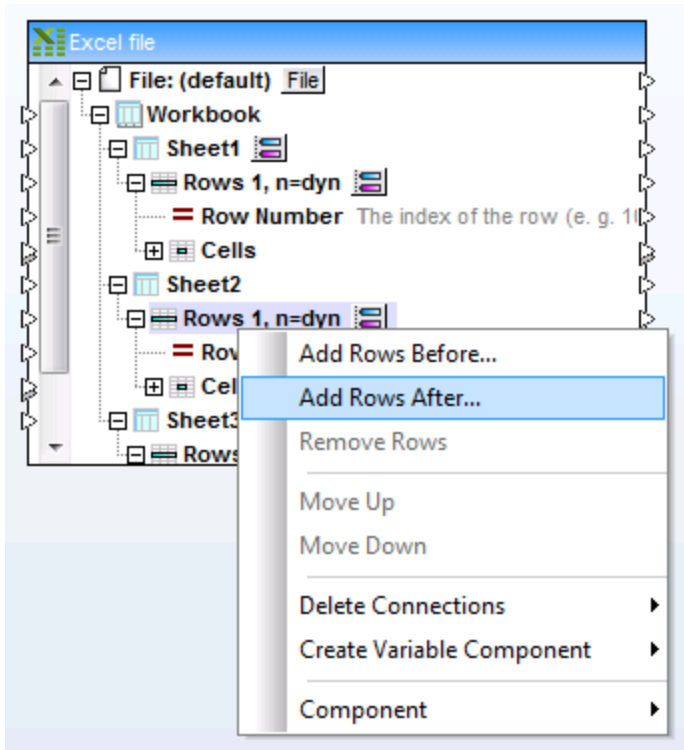 Excel file
File: (default) File
Workbook
Sheet1
Rows 1, n=dyn
Row Number The index of the row (e. g. 10
Cells
Sheet2
Rows 1, n=dyn
Rov
Cel
Sheet3
Rows
Add Rows Before...
Add Rows After...
Remove Rows
Move Up
Move Down
Delete Connections
Create Variable Component
Component